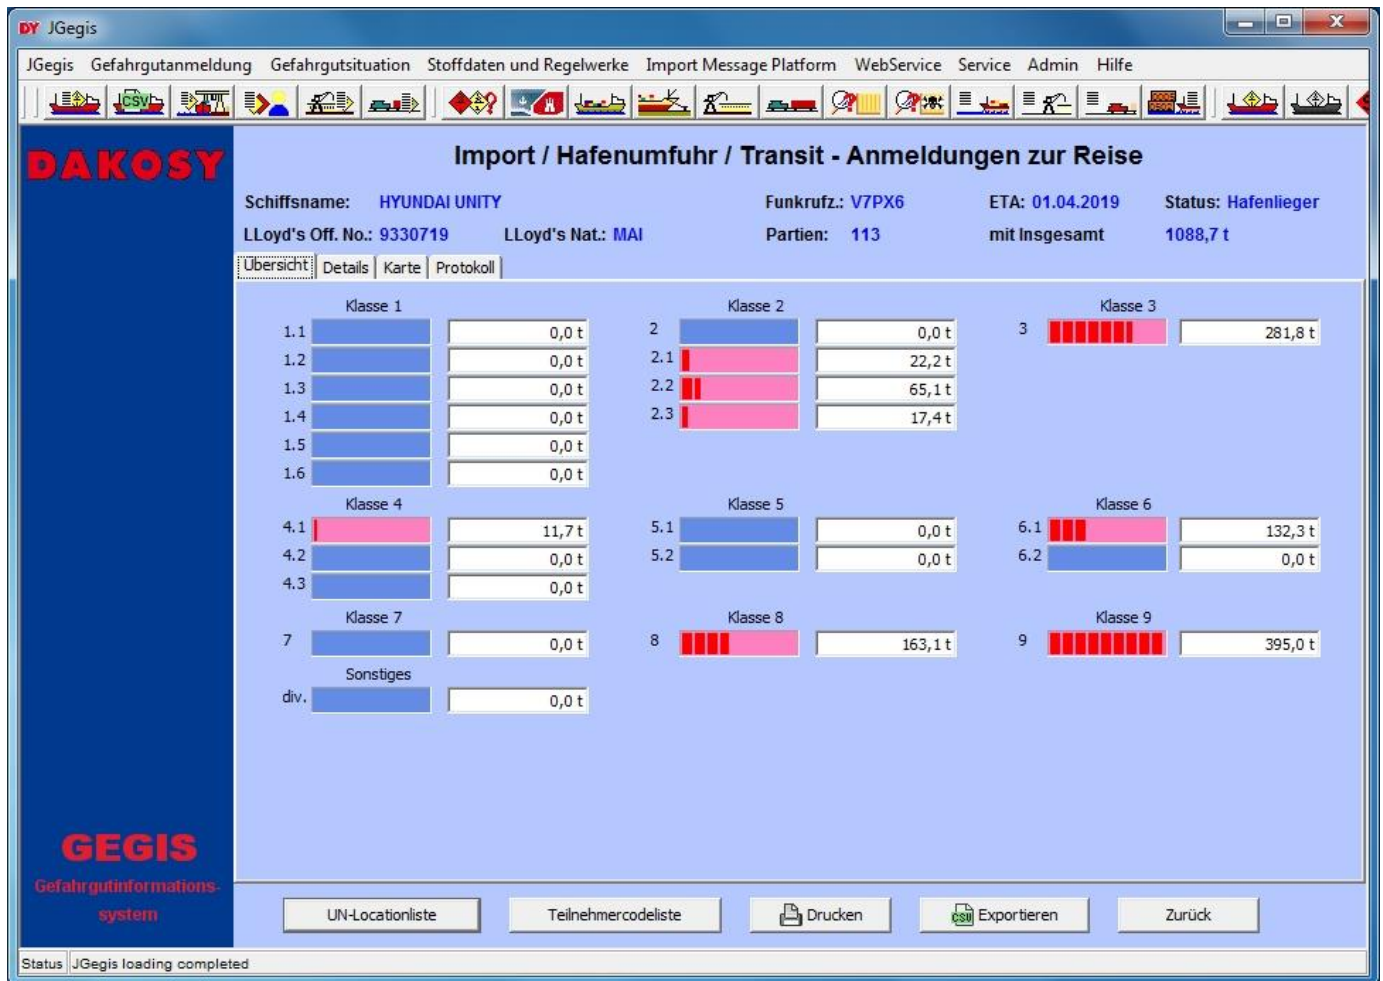 DY JGegis
JGegis Gefahrgutanmeldung Gefahrgutsituation Stoffdaten und Regelwerke Import Message Platform WebService Service Admin Hilfe
CSV
DAKOSY
Import / Hafenumfuhr / Transit - Anmeldungen zur Reise
Schiffsname: HYUNDAI UNITY Funkrufz.: V7PX6 ETA: 01.04.2019 Status: Hafenlieger
LLoyd's Off. No.: 9330719 LLoyd's Nat.: MAI Partien: 113 mit Insgesamt 1088,7 t
Übersicht Details Karte Protokoll
Klasse 1 Klasse 2 Klasse 3
1.1 0,0 t 2 0,0 t 3 281,8 t
1.2 0,0 t 2.1 22,2 t
1.3 0,0 t 2.2 65,1 t
1.4 0,0 t 2.3 17,4 t
1.5 0,0 t
1.6 0,0 t
Klasse 4 Klasse 5 Klasse 6
4.1 11,7 t 5.1 0,0 t 6.1 132,3 t
4.2 0,0 t 5.2 0,0 t 6.2 0,0 t
4.3 0,0 t
Klasse 7 Klasse 8 Klasse 9
7 0,0 t 8 163,1 t 9 395,0 t
Sonstiges
div. 0,0 t
GEGIS
Gefahrgutinformations-
system
UN-Locationliste Teilnehmercodeliste Drucken CSV Exportieren Zurück
Status JGegis loading completed